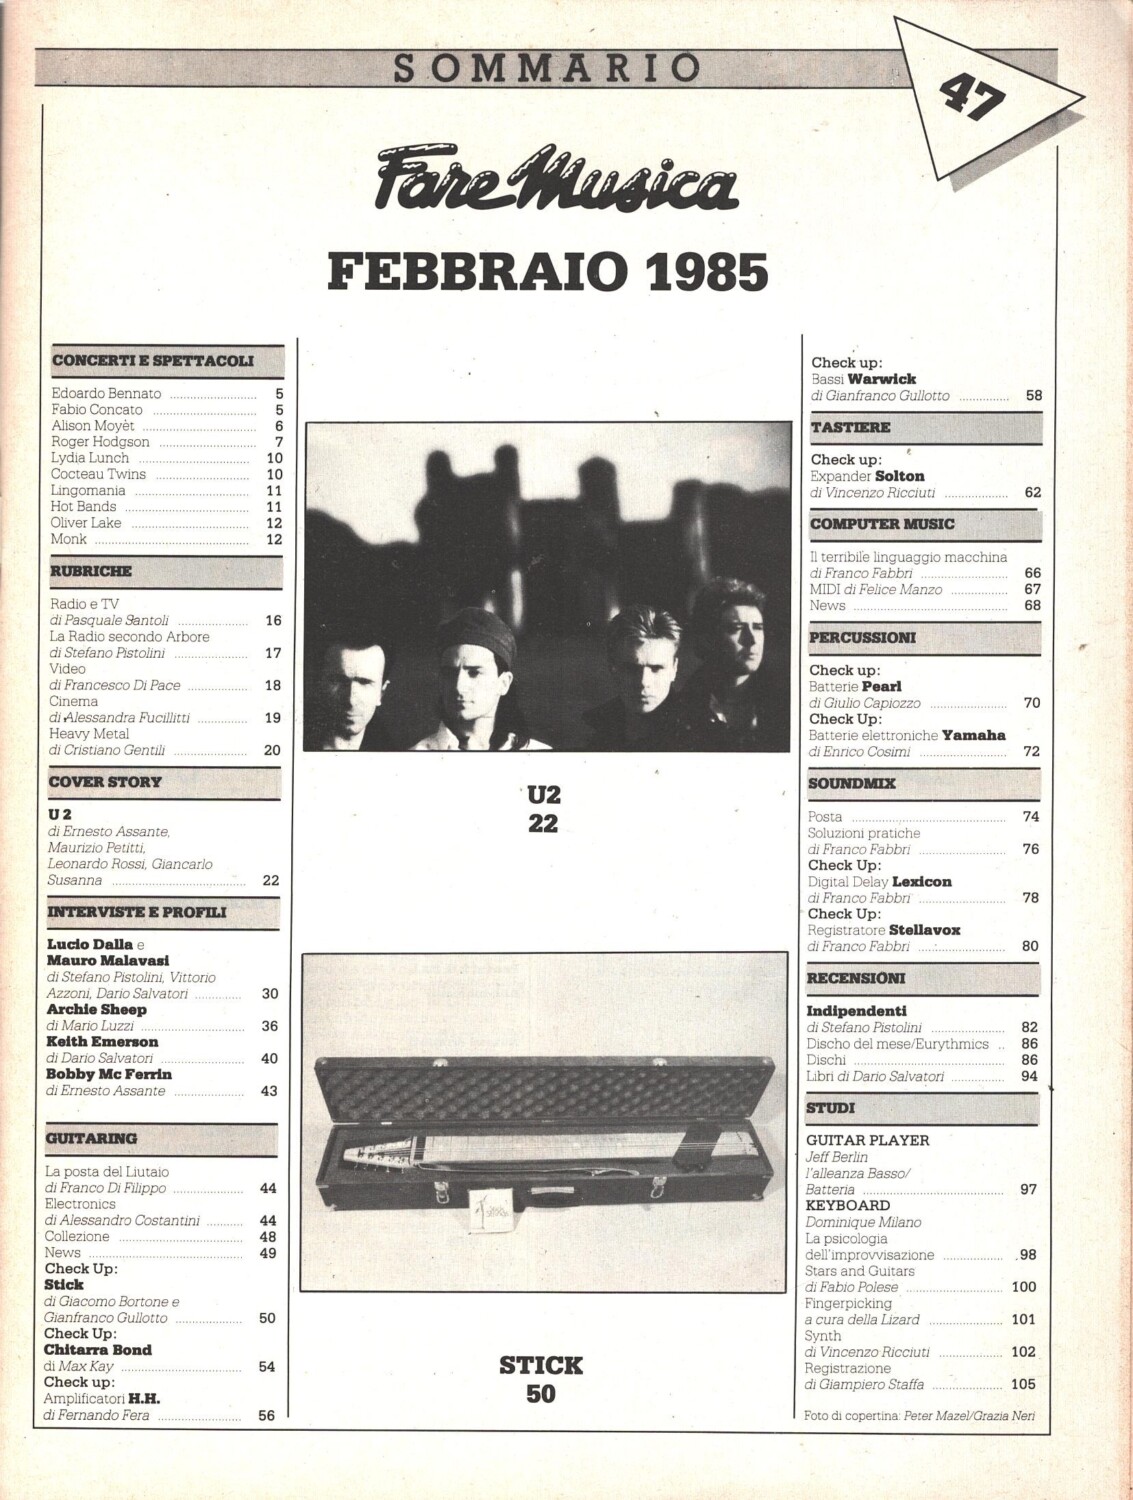 SOMMARIO
47
Fare Musica
FEBBRAIO 1985
CONCERTI E SPETTACOLI
Edoardo Bennato 5
Fabio Concato 5
Alison Moyèt 6
Roger Hodgson 7
Lydia Lunch 10
Cocteau Twins 10
Lingomania 11
Hot Bands 11
Oliver Lake 12
Monk 12
RUBRICHE
Radio e TV
di Pasquale Santoli 16
La Radio secondo Arbore
di Stefano Pistolini 17
Video
di Francesco Di Pace 18
Cinema
di Alessandra Fucillitti 19
Heavy Metal
di Cristiano Gentili 20
COVER STORY
U 2
di Ernesto Assante,
Maurizio Petitti,
Leonardo Rossi, Giancarlo
Susanna 22
INTERVISTE E PROFILI
Lucio Dalla e
Mauro Malavasi
di Stefano Pistolini, Vittorio
Azzoni, Dario Salvatori 30
Archie Sheep
di Mario Luzzi 36
Keith Emerson
di Dario Salvatori 40
Bobby Mc Ferrin
di Ernesto Assante 43
GUITARING
La posta del Liutaio
di Franco Di Filippo 44
Electronics
di Alessandro Costantini 44
Collezione 48
News 49
Check Up:
Stick
di Giacomo Bortone e
Gianfranco Gullotto 50
Check Up:
Chitarra Bond
di Max Kay 54
Check up:
Amplificatori H.H.
di Fernando Fera 56
U2
22
STICK
50
Check up:
Bassi Warwick
di Gianfranco Gullotto 58
TASTIERE
Check up:
Expander Solton
di Vincenzo Ricciuti 62
COMPUTER MUSIC
Il terribile linguaggio macchina
di Franco Fabbri 66
MIDI di Felice Manzo 67
News 68
PERCUSSIONI
Check up:
Batterie Pearl
di Giulio Capiozzo 70
Check Up:
Batterie elettroniche Yamaha
di Enrico Cosimi 72
SOUNDMIX
Posta 74
Soluzioni pratiche
di Franco Fabbri 76
Check Up:
Digital Delay Lexicon
di Franco Fabbri 78
Check Up:
Registratore Stellavox
di Franco Fabbri 80
RECENSIONI
Indipendenti
di Stefano Pistolini 82
Discho del mese/Eurythmics 86
Dischi 86
Libri di Dario Salvatori 94
STUDI
GUITAR PLAYER
Jeff Berlin
l'alleanza Basso/
Batteria 97
KEYBOARD
Dominique Milano
La psicologia
dell'improvvisazione 98
Stars and Guitars
di Fabio Polese 100
Fingerpicking
a cura della Lizard 101
Synth
di Vincenzo Ricciuti 102
Registrazione
di Giampiero Staffa 105
Foto di copertina: Peter Mazel/Grazia Neri